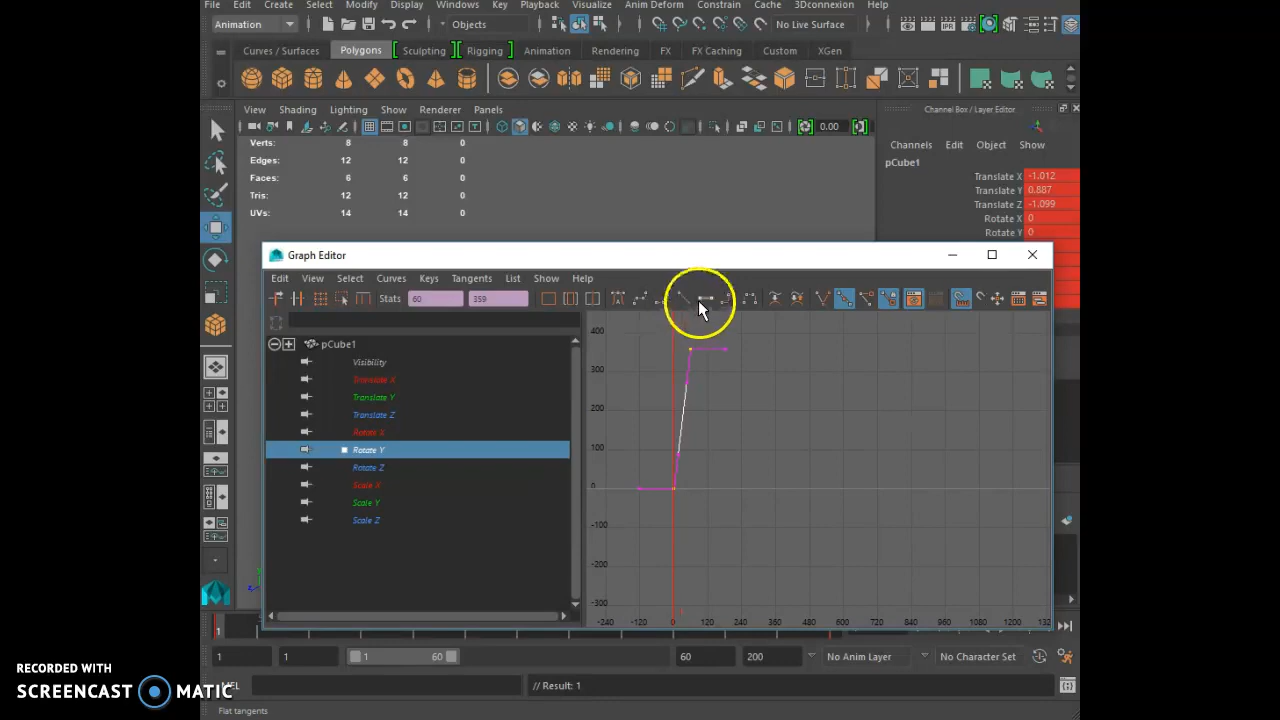 File Edit Create Select Modify Display Windows Key Playback Visualize Anim Deform Constrain Cache 3Dconnexion Help
Animation Objects No Live Surface
Curves / Surfaces Polygons Sculpting Rigging Animation Rendering FX FX Caching Custom XGen
View Shading Lighting Show Renderer Panels Channel Box / Layer Editor
0.00
Verts: 8 8 0
Edges: 12 12 0
Faces: 6 6 0
Tris: 12 12 0
UVs: 14 14 0
Channels Edit Object Show
pCube1
Translate X -1.012
Translate Y 0.887
Translate Z -1.099
Rotate X 0
Rotate Y 0
Graph Editor
Edit View Select Curves Keys Tangents List Show Help
Stats 60 359
pCube1
Visibility
Translate X
Translate Y
Translate Z
Rotate X
Rotate Y
Rotate Z
Scale X
Scale Y
Scale Z
400
300
200
100
0
-100
-200
-300
-240 -120 0 120 240 360 480 600 720 840 960 1080 1200 132
1
1 1 1 60 60 200 No Anim Layer No Character Set
MEL // Result: 1
Flat tangents
RECORDED WITH
SCREENCAST MATIC